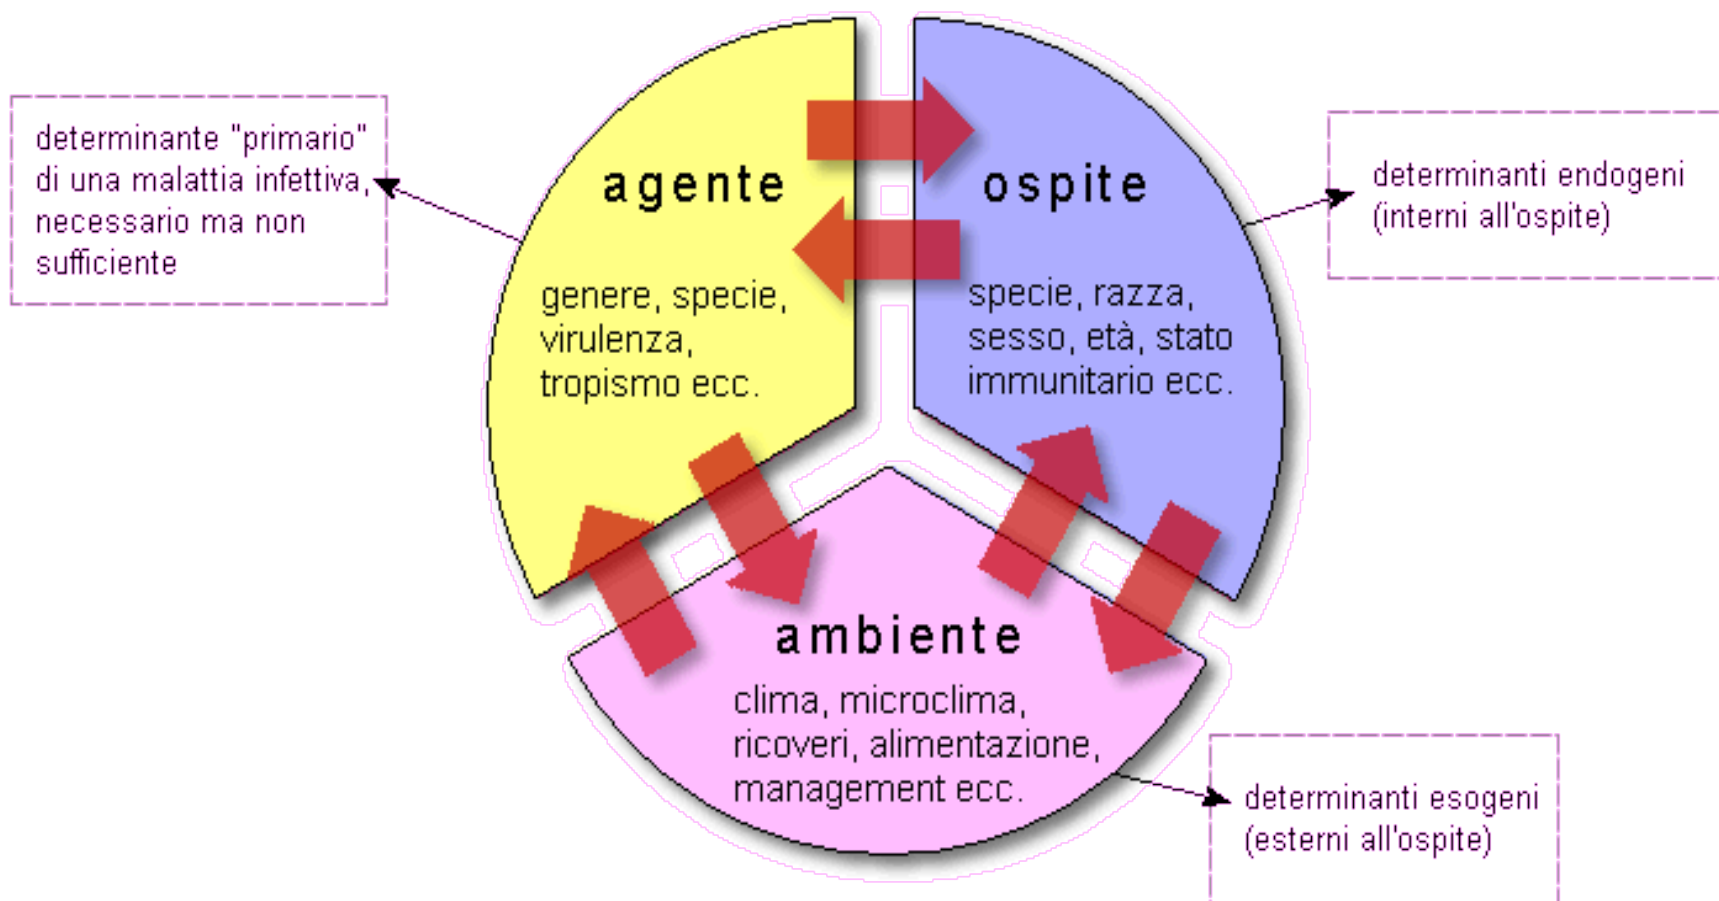 determinante "primario"
di una malattia infettiva,
necessario ma non
sufficiente
agente
genere, specie,
virulenza,
tropismo ecc.
ospite
specie, razza,
sesso, età, stato
immunitario ecc.
determinanti endogeni
(interni all'ospite)
ambiente
clima, microclima,
ricoveri, alimentazione,
management ecc.
determinanti esogeni
(esterni all'ospite)